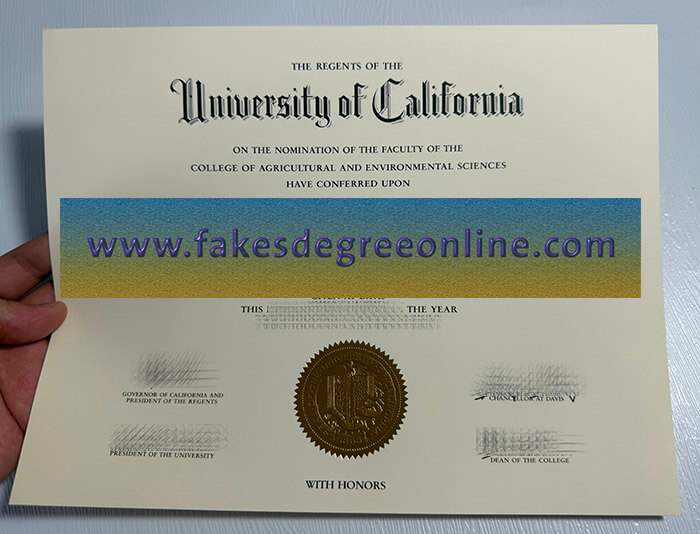 THE REGENTS OF THE
University of California
ON THE NOMINATION OF THE FACULTY OF THE
COLLEGE OF AGRICULTURAL AND ENVIRONMENTAL SCIENCES
HAVE CONFERRED UPON
www.fakesdegreeonline.com
THIS THE YEAR
GOVERNOR OF CALIFORNIA AND
PRESIDENT OF THE REGENTS
CHANCELLOR AT DAVIS
PRESIDENT OF THE UNIVERSITY
DEAN OF THE COLLEGE
WITH HONORS